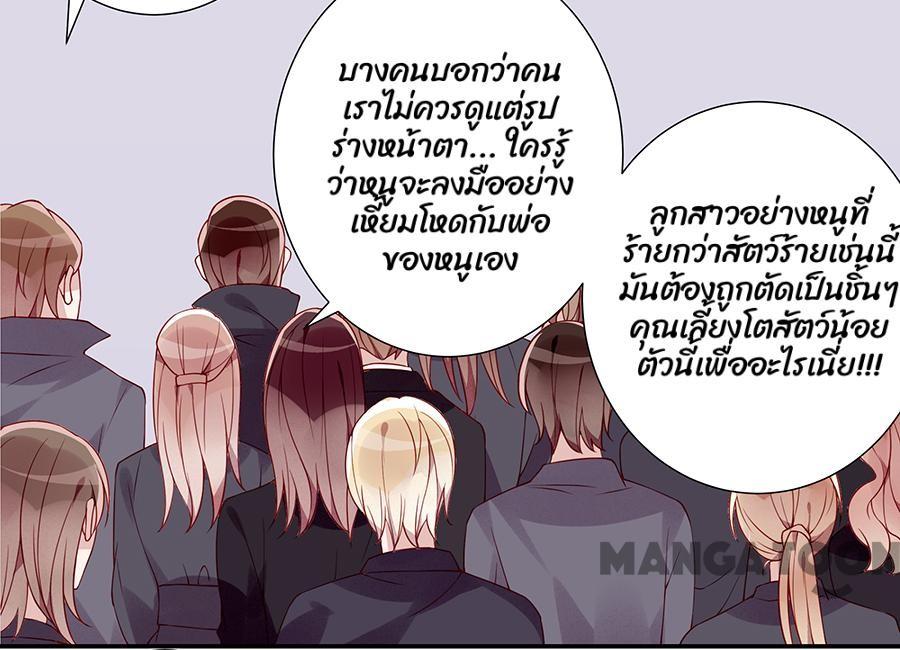 บางคนบอกว่าคน
เราไม่ควรดูแต่รูป
ร่างหน้าตา... ใครรู้
ว่าหนูจะลงมืออย่าง
เหี้ยมโหดกับพ่อ
ของหนูเอง
ลูกสาวอย่างหนูที่
ร้ายกว่าสัตว์ร้ายเช่นนี้
มันต้องถูกตัดเป็นชิ้นๆ
คุณเลี้ยงโตสัตว์น้อย
ตัวนี้เพื่ออะไรเนี่ย!!!
MANGATOON